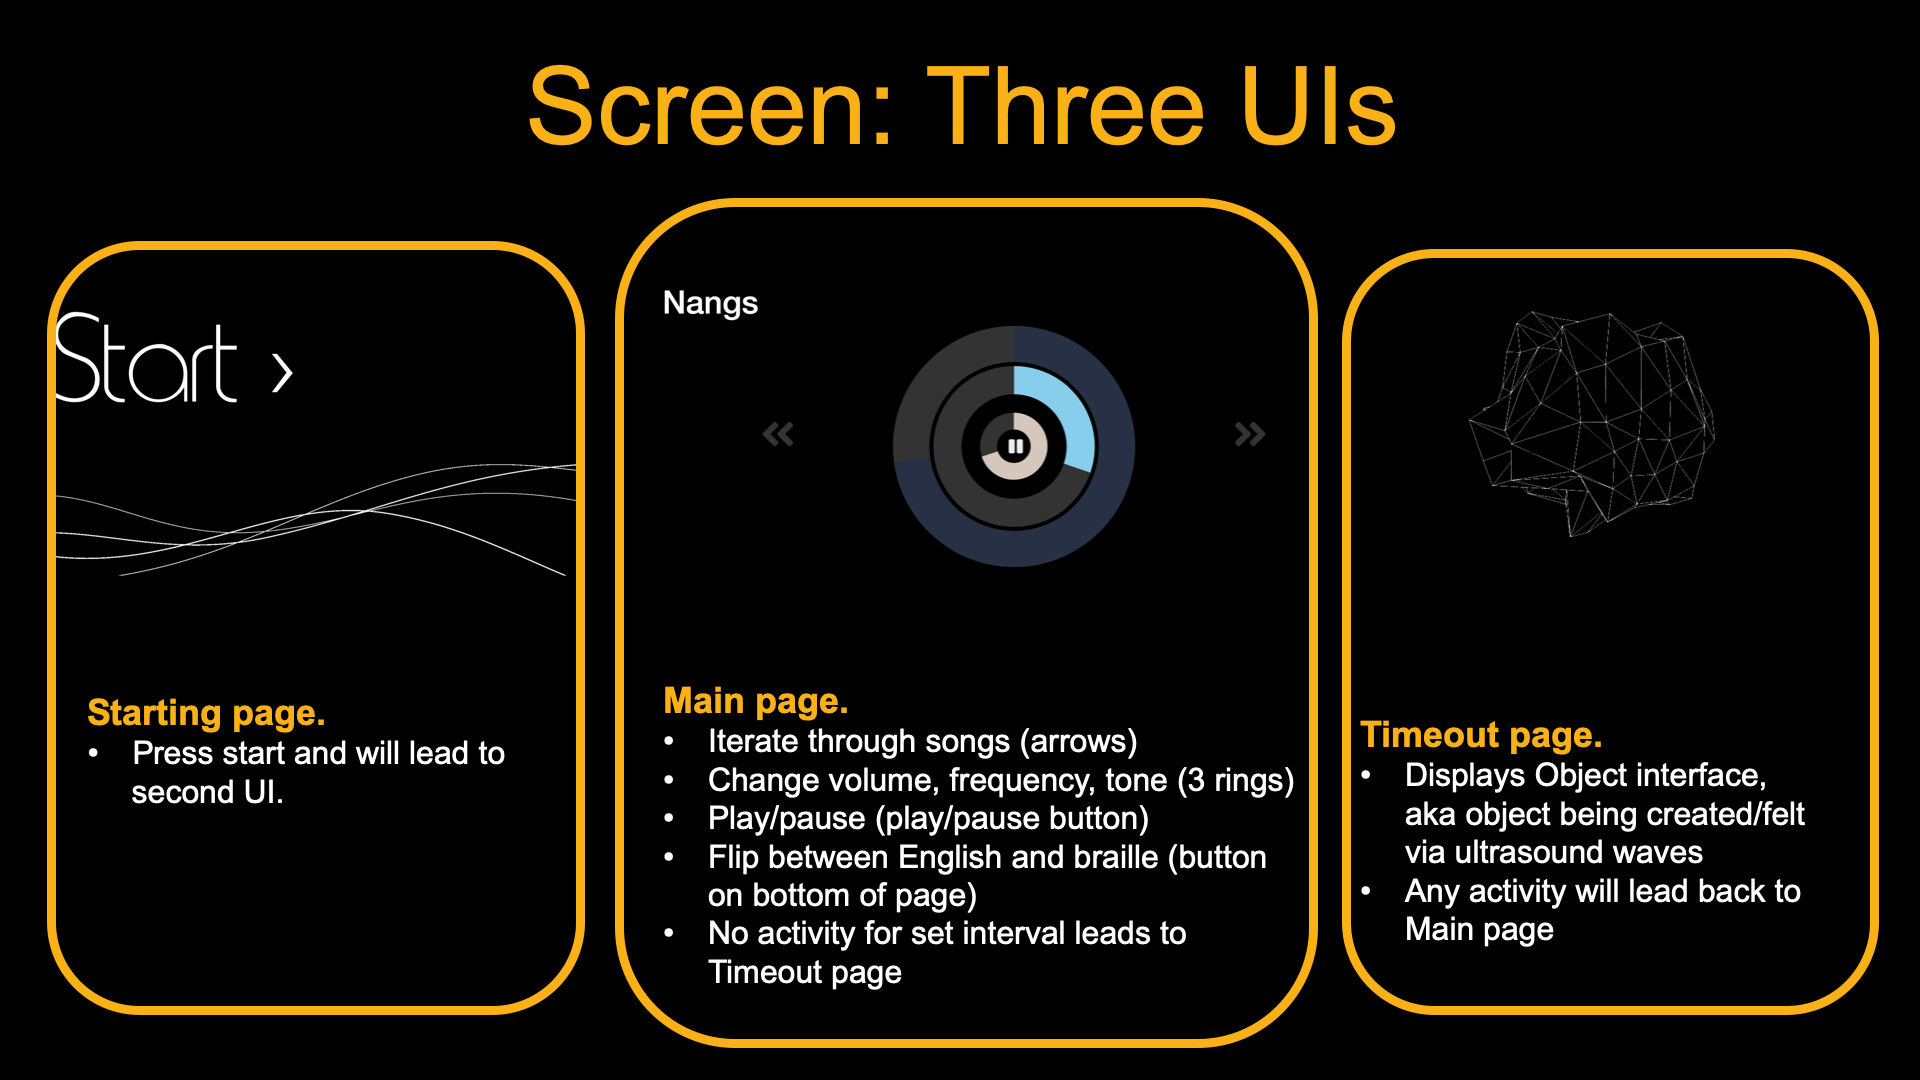 Screen: Three UIs
Start ›
Starting page.
• Press start and will lead to
second UI.
Nangs
Main page.
• Iterate through songs (arrows)
• Change volume, frequency, tone (3 rings)
• Play/pause (play/pause button)
• Flip between English and braille (button
on bottom of page)
• No activity for set interval leads to
Timeout page
Timeout page.
• Displays Object interface,
aka object being created/felt
via ultrasound waves
• Any activity will lead back to
Main page